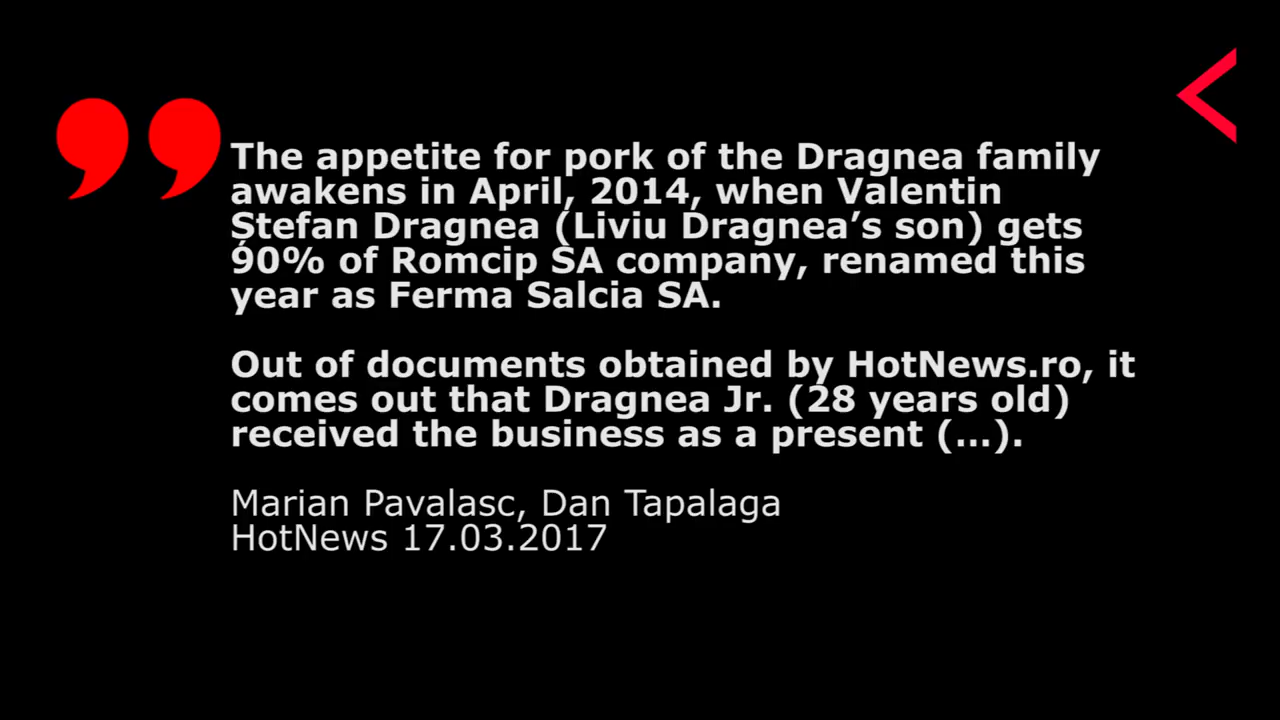 The appetite for pork of the Dragnea family
awakens in April, 2014, when Valentin
Ștefan Dragnea (Liviu Dragnea’s son) gets
90% of Romcip SA company, renamed this
year as Ferma Salcia SA.
Out of documents obtained by HotNews.ro, it
comes out that Dragnea Jr. (28 years old)
received the business as a present (...).
Marian Pavalasc, Dan Tapalaga
HotNews 17.03.2017